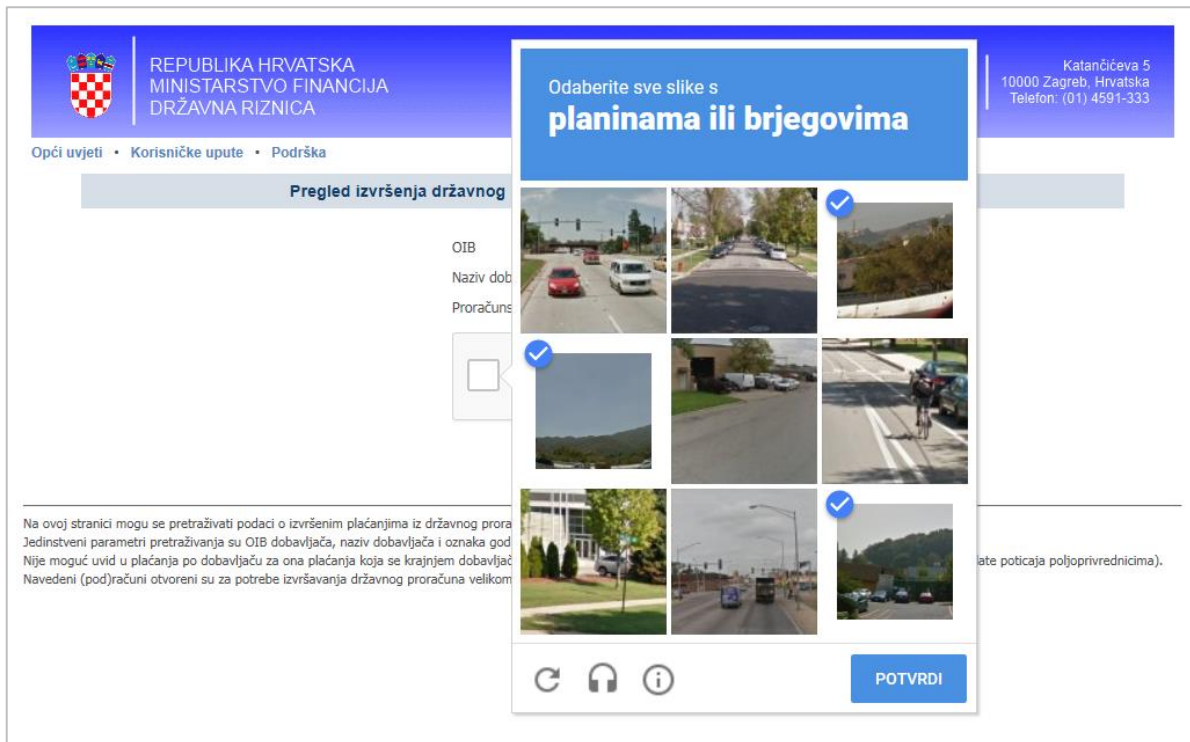 REPUBLIKA HRVATSKA
MINISTARSTVO FINANCIJA
DRŽAVNA RIZNICA
Katančićeva 5
10000 Zagreb, Hrvatska
Telefon: (01) 4591-333
Opći uvjeti • Korisničke upute • Podrška
Pregled izvršenja državnog
OIB
Naziv dob
Proračuns
Odaberite sve slike s
planinama ili brjegovima
POTVRDI
Na ovoj stranici mogu se pretraživati podaci o izvršenim plaćanjima iz državnog prora
Jedinstveni parametri pretraživanja su OIB dobavljača, naziv dobavljača i oznaka god
Nije moguć uvid u plaćanja po dobavljaču za ona plaćanja koja se krajnjem dobavljač late poticaja poljoprivrednicima).
Navedeni (pod)računi otvoreni su za potrebe izvršavanja državnog proračuna velikom